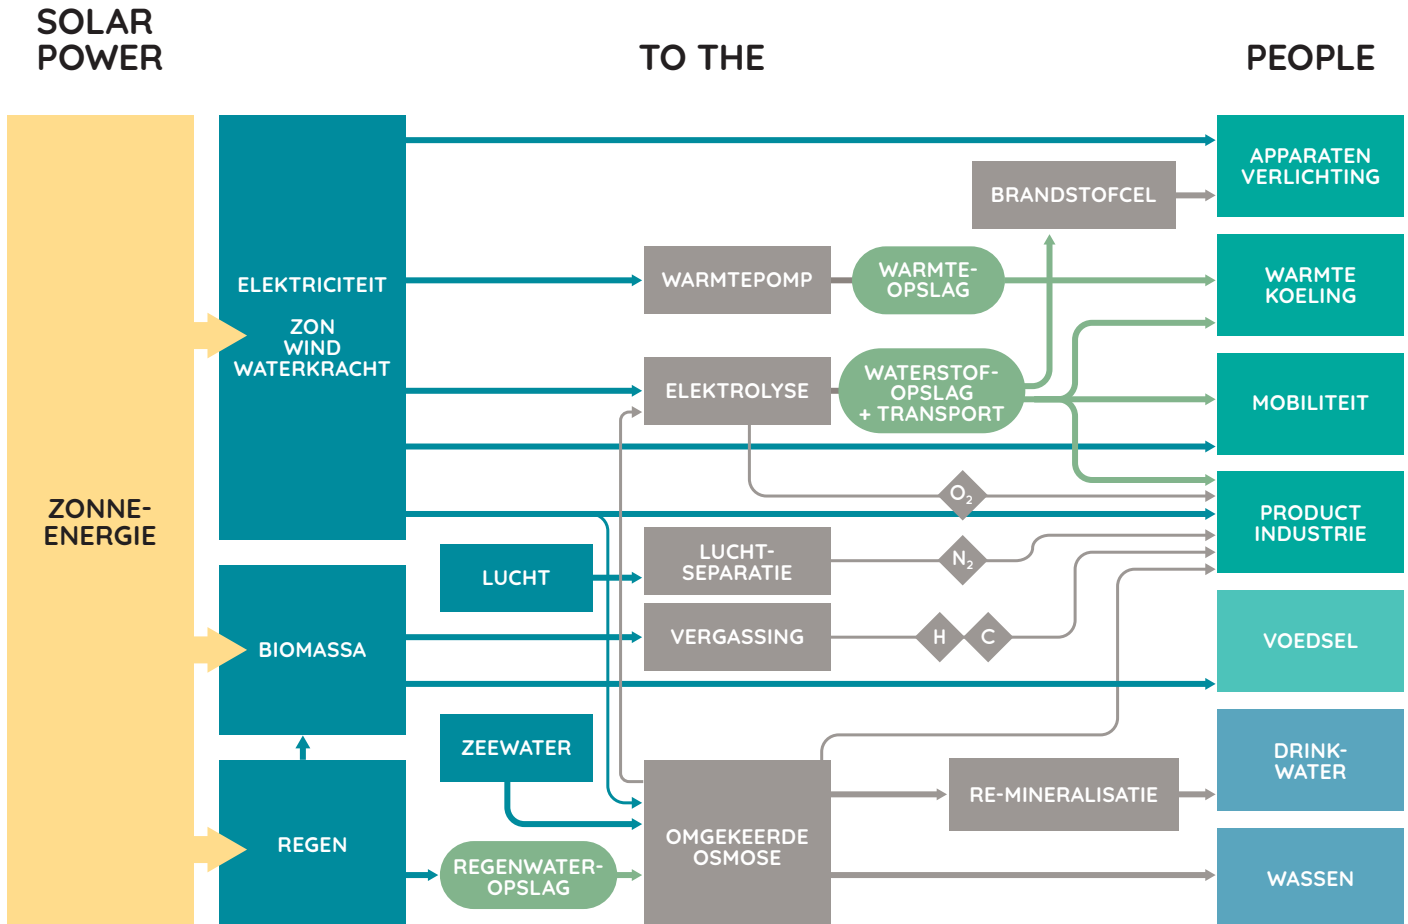 SOLAR
POWER
TO THE
PEOPLE
ZONNE-
ENERGIE
ELEKTRICITEIT
ZON
WIND
WATERKRACHT
BIOMASSA
REGEN
LUCHT
ZEEWATER
REGENWATER-
OPSLAG
WARMTEPOMP
ELEKTROLYSE
LUCHT-
SEPARATIE
VERGASSING
OMGEKEERDE
OSMOSE
WARMTE-
OPSLAG
WATERSTOF-
OPSLAG
+ TRANSPORT
BRANDSTOFCEL
O₂
N₂
H
C
RE-MINERALISATIE
APPARATEN
VERLICHTING
WARMTE
KOELING
MOBILITEIT
PRODUCT
INDUSTRIE
VOEDSEL
DRINK-
WATER
WASSEN